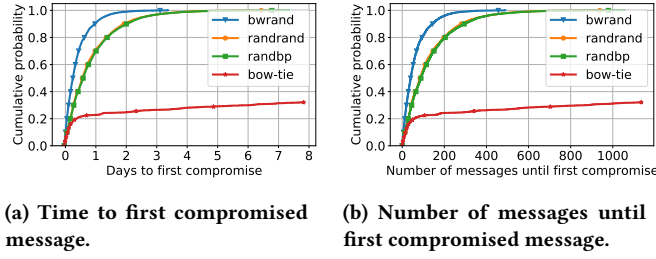 Cumulative probability
1.0
0.8
0.6
0.4
0.2
0.0
0 1 2 3 4 5 6 7 8
Days to first compromise
bwrand
randrand
randbp
bow-tie
(a) Time to first compromised
message.
Cumulative probability
1.0
0.8
0.6
0.4
0.2
0.0
0 200 400 600 800 1000
Number of messages until first compromise
bwrand
randrand
randbp
bow-tie
(b) Number of messages until
first compromised message.